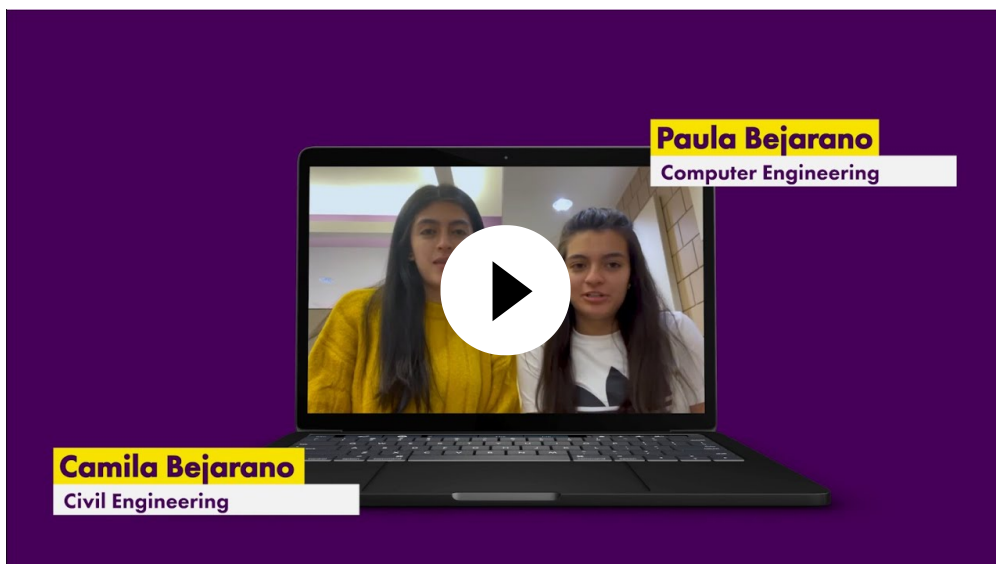 Paula Bejarano
Computer Engineering
Camila Bejarano
Civil Engineering